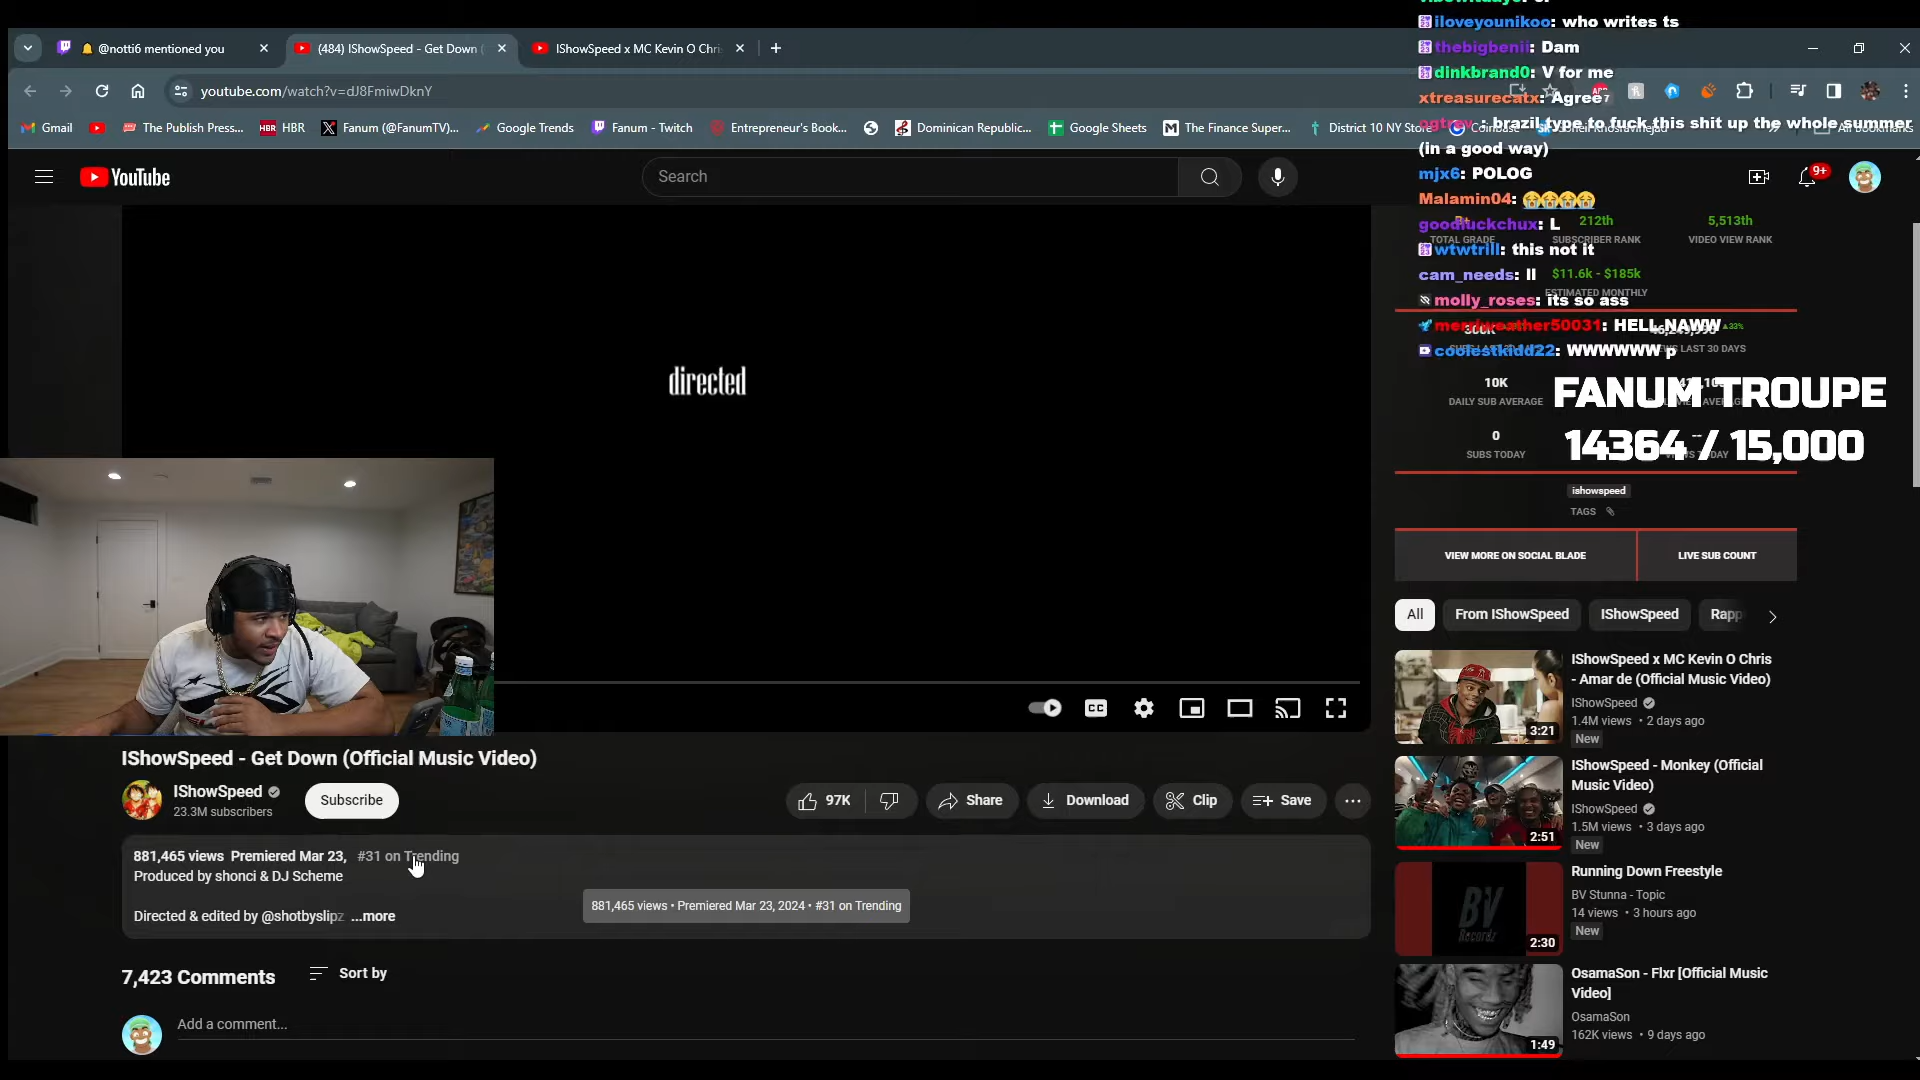 iloveyounikoo: who writes ts
thebigbenii: Dam
dinkbrand0: V for me
xtreasurecatx: Agree
: brazil type to fuck this shit up the whole summer
(in a good way)
mjx6: POLOG
Malamin04: 😭😭😭😭
goodluckchux: L
wtwtrill: this not it
cam_needs: ll
molly_roses: its so ass
merriweather50031: HELL NAWW
coolestkidd22: WWWWWW p
@notti6 mentioned you
(484) IShowSpeed - Get Down (
IShowSpeed x MC Kevin O Chri
youtube.com/watch?v=dJ8FmiwDknY
Gmail
The Publish Press...
HBR
HBR
Fanum (@FanumTV)...
Google Trends
Fanum - Twitch
Entrepreneur's Book...
Dominican Republic...
Google Sheets
The Finance Super...
District 10 NY Store
YouTube
Search
9+
212th
5,513th
TOTAL GRADE
SUBSCRIBER RANK
VIDEO VIEW RANK
$11.6k - $185k
ESTIMATED MONTHLY
33%
LAST 30 DAYS
10K
DAILY SUB AVERAGE
FANUM TROUPE
14364 / 15,000
0
SUBS TODAY
ishowspeed
TAGS
VIEW MORE ON SOCIAL BLADE
LIVE SUB COUNT
directed
CC
All
From IShowSpeed
IShowSpeed
Rapp
IShowSpeed x MC Kevin O Chris
- Amar de (Official Music Video)
IShowSpeed
1.4M views • 2 days ago
New
3:21
IShowSpeed - Monkey (Official
Music Video)
IShowSpeed
1.5M views • 3 days ago
New
2:51
Running Down Freestyle
BV Stunna - Topic
14 views • 3 hours ago
New
BV
Recordz
2:30
OsamaSon - Flxr [Official Music
Video]
OsamaSon
162K views • 9 days ago
1:49
IShowSpeed - Get Down (Official Music Video)
IShowSpeed
23.3M subscribers
Subscribe
97K
Share
Download
Clip
Save
881,465 views Premiered Mar 23, #31 on Trending
Produced by shonci & DJ Scheme
881,465 views • Premiered Mar 23, 2024 • #31 on Trending
Directed & edited by @shotbyslipz ...more
7,423 Comments
Sort by
Add a comment...